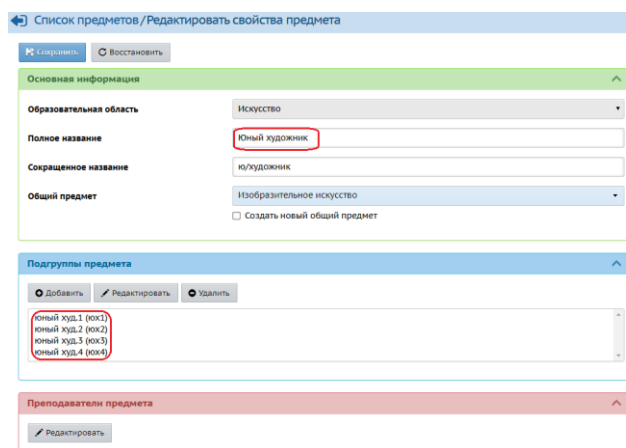 Список предметов/Редактировать свойства предмета
Сохранить Восстановить
Основная информация
Образовательная область Искусство
Полное название Юный художник
Сокращенное название ю/художник
Общий предмет Изобразительное искусство
Создать новый общий предмет
Подгруппы предмета
Добавить Редактировать Удалить
юный худ.1 (юх1)
юный худ.2 (юх2)
юный худ.3 (юх3)
юный худ.4 (юх4)
Преподаватели предмета
Редактировать